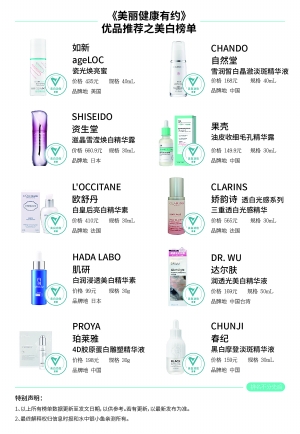 《美丽健康有约》
优品推荐之美白榜单
如新
ageLOC
瓷光焕亮蜜
价格 435元 规格 40mL
品牌地 美国
CHANDO
自然堂
雪润皙白晶澈淡斑精华液
价格 168元 规格 40mL
品牌地 中国
SHISEIDO
资生堂
滋晶雪滢焕白精华露
价格 660.9元 规格 30mL
品牌地 日本
果壳
油皮收细毛孔精华露
价格 149.9元 规格 30mL
品牌地 中国
L'OCCITANE
欧舒丹
白皇后亮白精华素
价格 410元 规格 30mL
品牌地 法国
CLARINS
娇韵诗 透白光感系列
三重透白光感精华
价格 565元 规格 30mL
品牌地 法国
HADA LABO
肌研
白润浸透美白精华素
价格 99元 规格 30g
品牌地 日本
DR. WU
达尔肤
润透光美白精华液
价格 199元 规格 30mL
品牌地 中国台湾
PROYA
珀莱雅
4D胶原蛋白雕塑精华液
价格 198元 规格 30g
品牌地 中国
CHUNJI
春纪
黑白摩登淡斑精华液
价格 150元 规格 30mL
品牌地 中国
特别声明：
1、以上所有榜单数据更新至发文日期，以供参考。若有更新，以最新发布为准。
2、最终解释权归